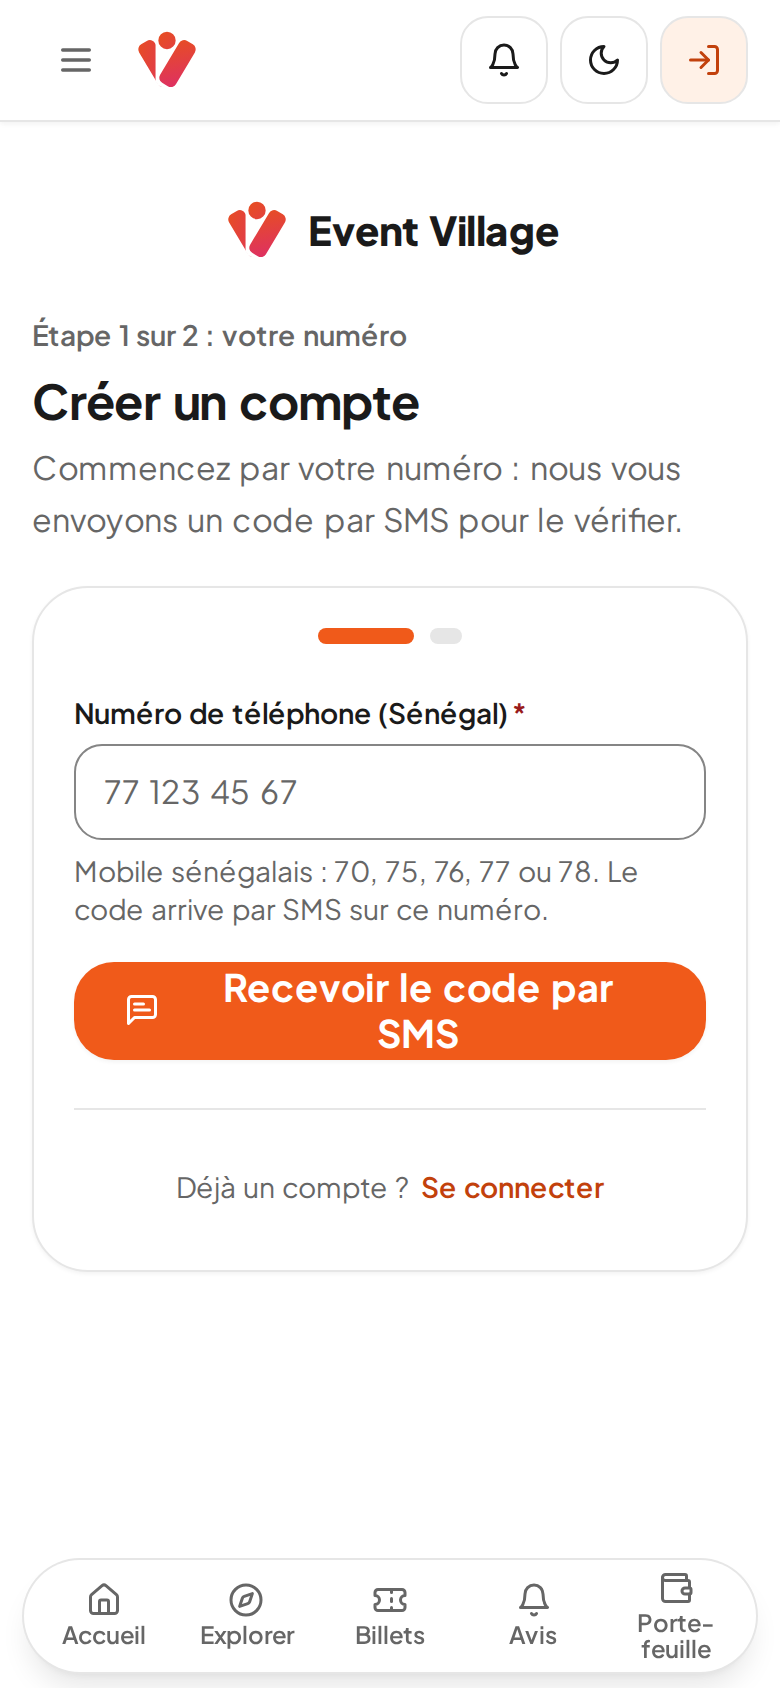 Event Village
Étape 1 sur 2 : votre numéro
Créer un compte
Commencez par votre numéro : nous vous
envoyons un code par SMS pour le vérifier.
Numéro de téléphone (Sénégal) *
77 123 45 67
Mobile sénégalais : 70, 75, 76, 77 ou 78. Le
code arrive par SMS sur ce numéro.
Recevoir le code par
SMS
Déjà un compte ? Se connecter
Accueil
Explorer
Billets
Avis
Porte-
feuille